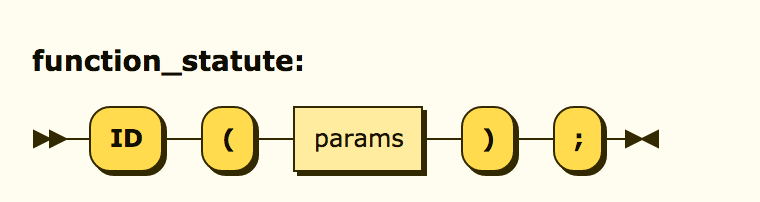 function_statute:
ID ( params ) ;